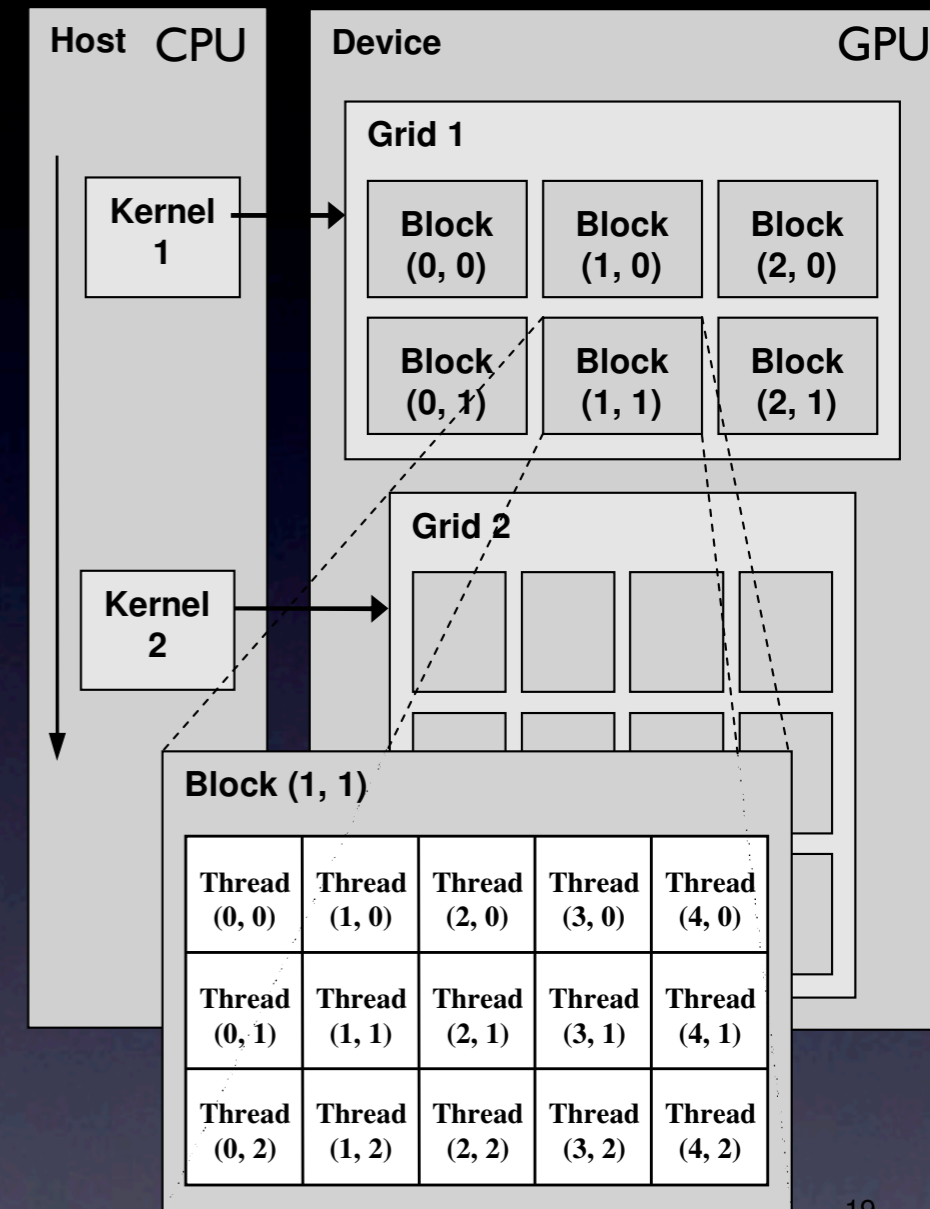 Host CPU
Device GPU
Grid 1
Kernel
1
Block
(0, 0)
Block
(1, 0)
Block
(2, 0)
Block
(0, 1)
Block
(1, 1)
Block
(2, 1)
Grid 2
Kernel
2
Block (1, 1)
Thread
(0, 0)
Thread
(1, 0)
Thread
(2, 0)
Thread
(3, 0)
Thread
(4, 0)
Thread
(0, 1)
Thread
(1, 1)
Thread
(2, 1)
Thread
(3, 1)
Thread
(4, 1)
Thread
(0, 2)
Thread
(1, 2)
Thread
(2, 2)
Thread
(3, 2)
Thread
(4, 2)
19